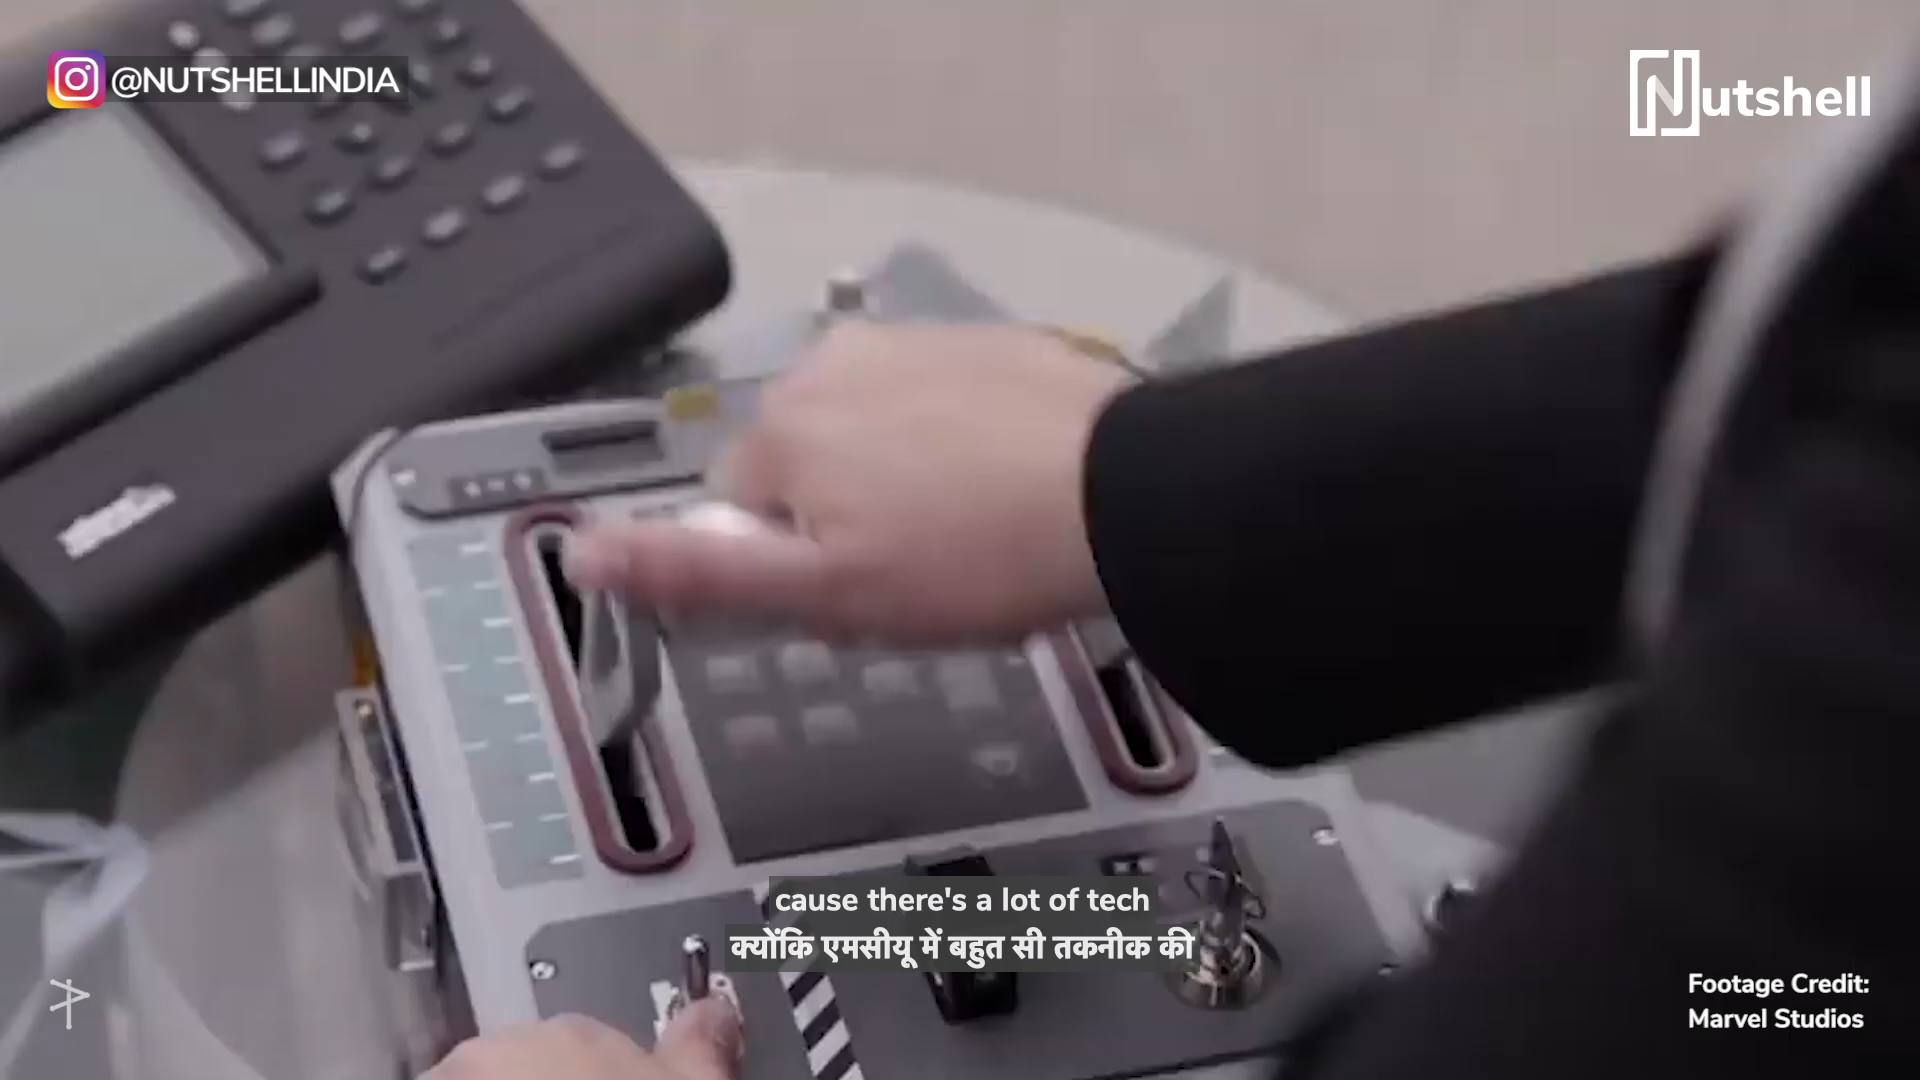 @NUTSHELLINDIA
Nutshell
cause there's a lot of tech
क्योंकि एमसीयू में बहुत सी तकनीक की
Footage Credit:
Marvel Studios